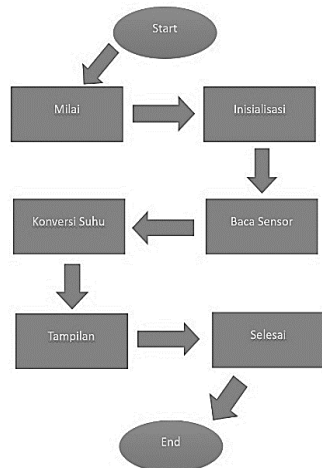 Start
Milai
Inisialisasi
Baca Sensor
Konversi Suhu
Tampilan
Selesai
End